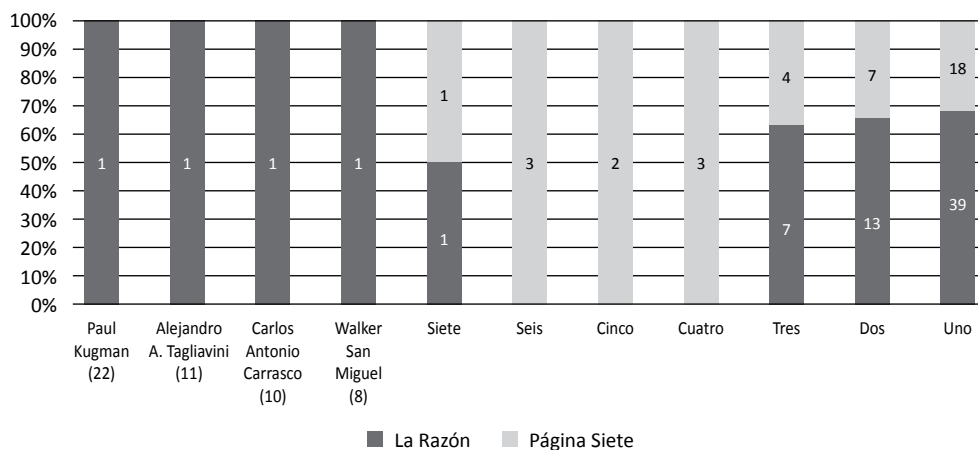 100%
90%
80%
70%
60%
50%
40%
30%
20%
10%
0%
1
1
1
1
1
1
3
2
3
4
7
7
13
18
39
Paul
Kugman
(22)
Alejandro
A. Tagliavini
(11)
Carlos
Antonio
Carrasco
(10)
Walker
San
Miguel
(8)
Siete
Seis
Cinco
Cuatro
Tres
Dos
Uno
La Razón
Página Siete